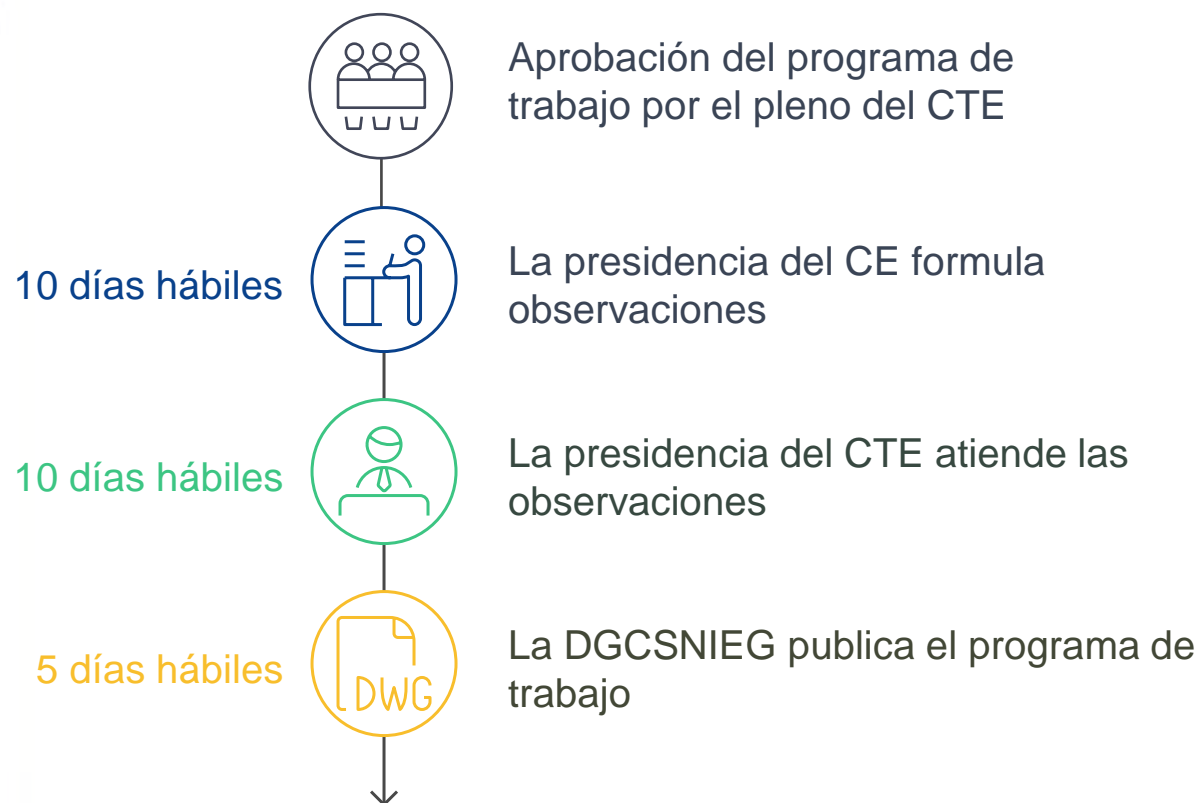 Aprobación del programa de
trabajo por el pleno del CTE
10 días hábiles
La presidencia del CE formula
observaciones
10 días hábiles
La presidencia del CTE atiende las
observaciones
5 días hábiles
DWG
La DGCSNIEG publica el programa de
trabajo